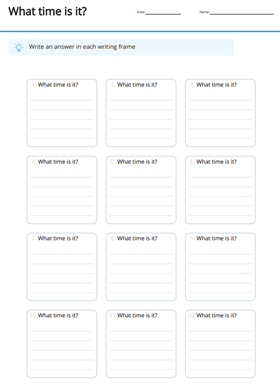 What time is it?
Date:
Name:
Write an answer in each writing frame
1. What time is it?
2. What time is it?
3. What time is it?
4. What time is it?
5. What time is it?
6. What time is it?
7. What time is it?
8. What time is it?
9. What time is it?
10. What time is it?
11. What time is it?
12. What time is it?